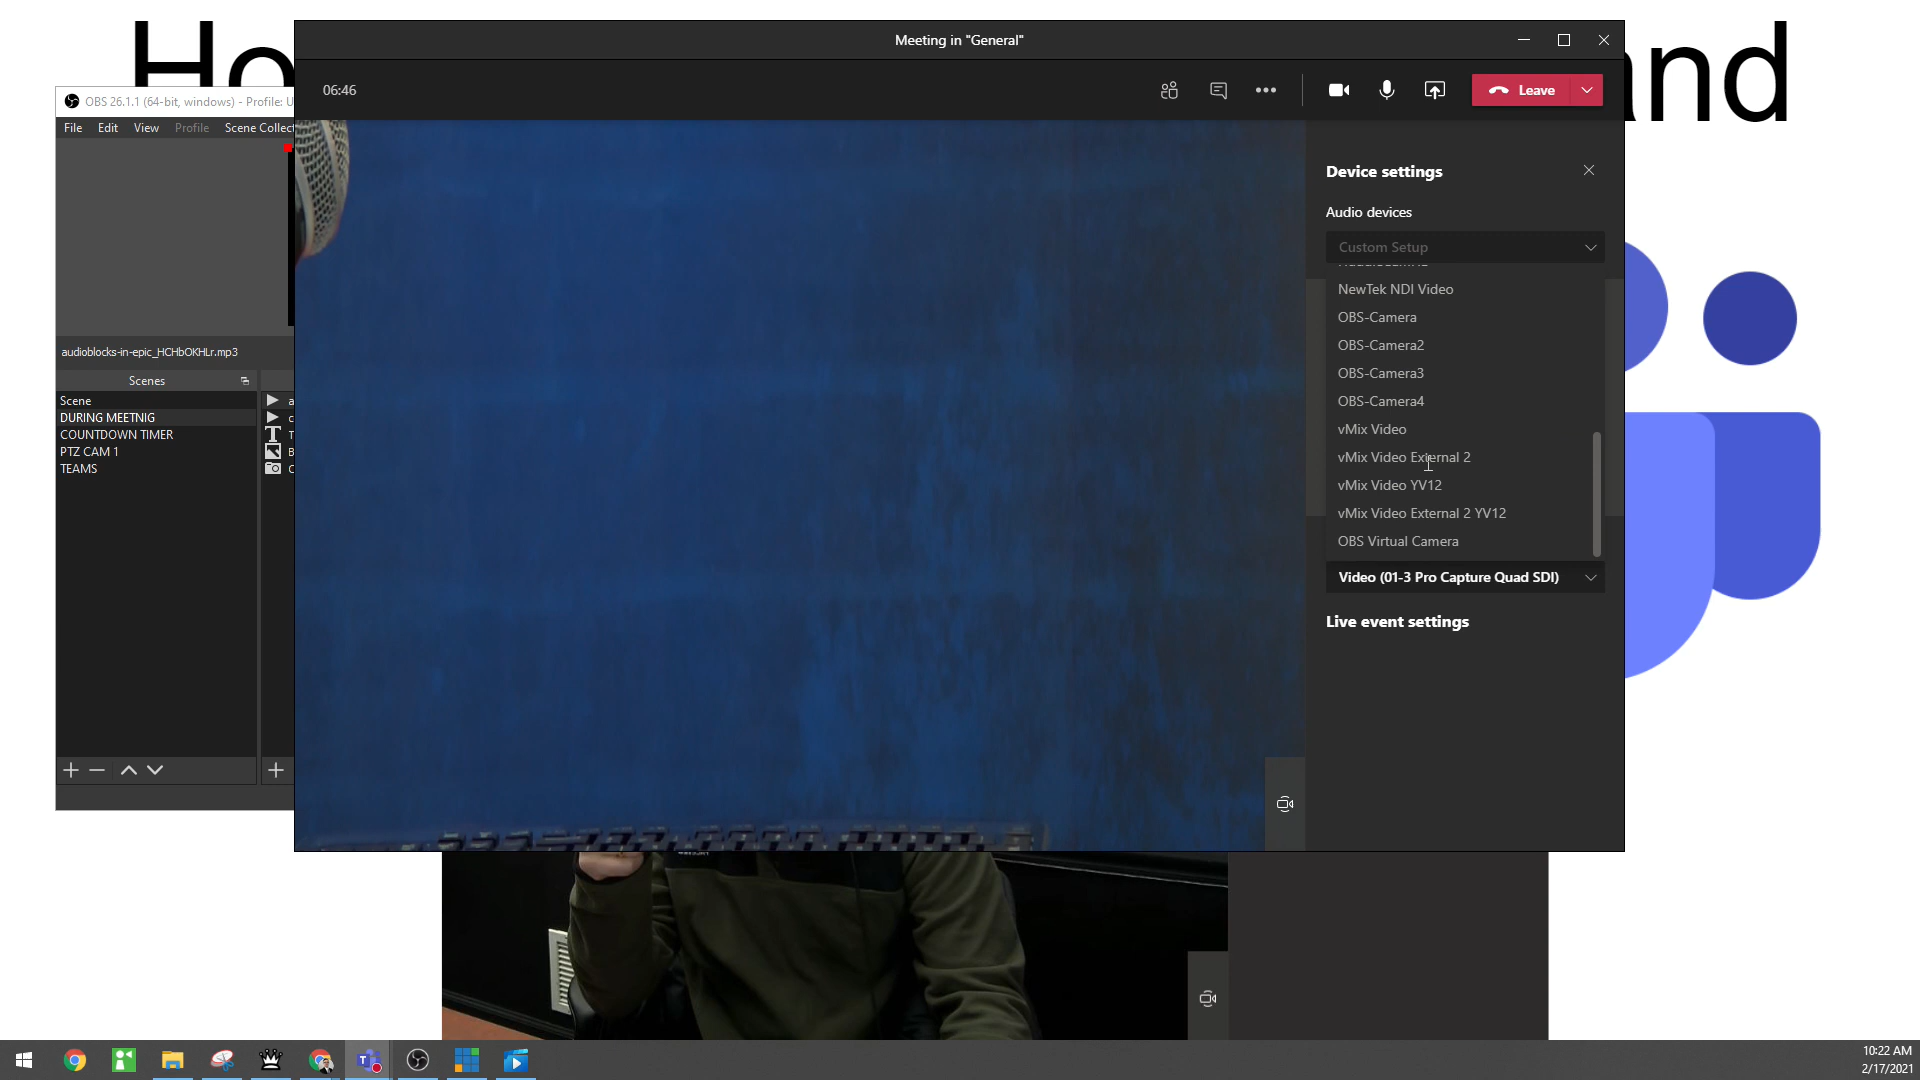 Ho
and
Meeting in "General"
06:46
Leave
OBS 26.1.1 (64-bit, windows) - Profile: U
File Edit View Profile Scene Collect
audioblocks-in-epic_HCHbOKHLr.mp3
Scenes
Scene
DURING MEETNIG
COUNTDOWN TIMER
PTZ CAM 1
TEAMS
a
c
T
B
C
Device settings
Audio devices
Custom Setup
NewTek NDI Video
OBS-Camera
OBS-Camera2
OBS-Camera3
OBS-Camera4
vMix Video
vMix Video External 2
vMix Video YV12
vMix Video External 2 YV12
OBS Virtual Camera
Video (01-3 Pro Capture Quad SDI)
Live event settings
10:22 AM
2/17/2021